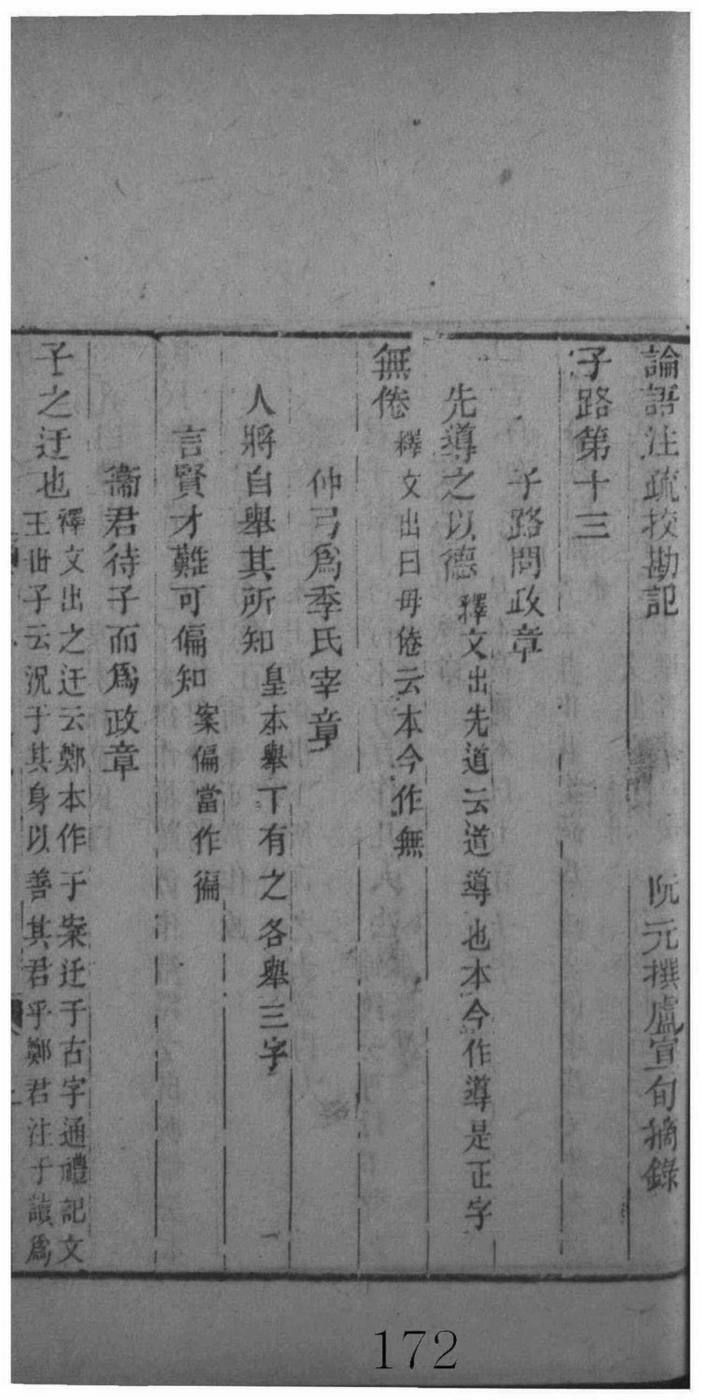 論語注疏挍勘記 阮元撰盧宣旬摘錄
子路第十三
子路問政章
先導之以德 釋文出先道云道導也本今作導是正字
無倦 釋文出曰毋倦云本今作無
仲弓爲季氏宰章
人將自舉其所知 皇本舉下有之各舉三字
言賢才難可偏知 案偏當作徧
衞君待子而爲政章
子之迂也 釋文出之迂云鄭本作于案迂于古字通禮記文
王世子云況于其身以善其君乎鄭君注于讀爲
172